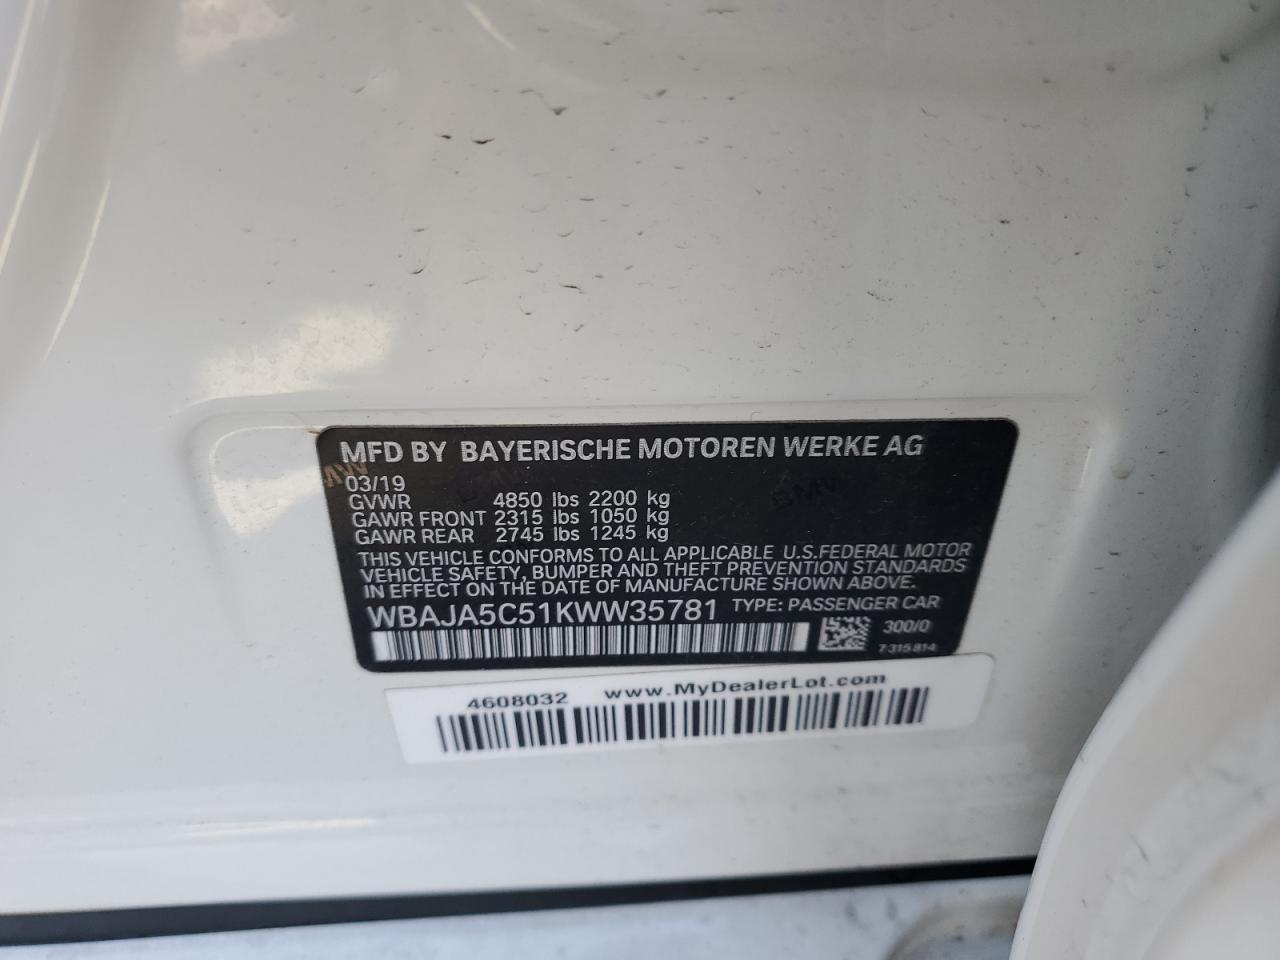 MFD BY BAYERISCHE MOTOREN WERKE AG
03/19
GVWR 4850 lbs 2200 kg
GAWR FRONT 2315 lbs 1050 kg
GAWR REAR 2745 lbs 1245 kg
THIS VEHICLE CONFORMS TO ALL APPLICABLE U.S.FEDERAL MOTOR
VEHICLE SAFETY, BUMPER AND THEFT PREVENTION STANDARDS
IN EFFECT ON THE DATE OF MANUFACTURE SHOWN ABOVE.
WBAJA5C51KWW35781 TYPE: PASSENGER CAR
300/0
7315814
4608032 www.MyDealerLot.com